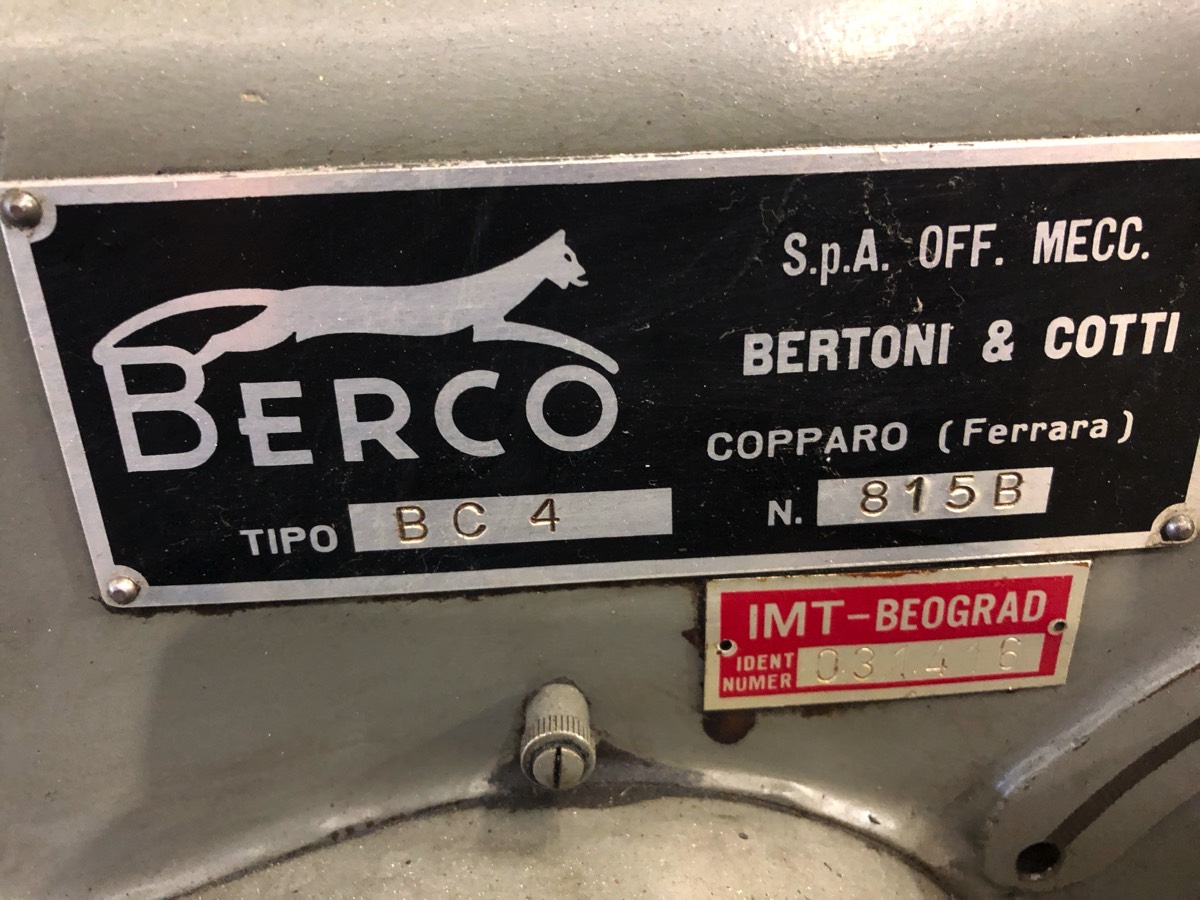 BERCO
S.p.A. OFF. MECC.
BERTONI & COTTI
COPPARO (Ferrara)
TIPO BC 4
N. 815B
IMT-BEOGRAD
IDENT NUMER 031416